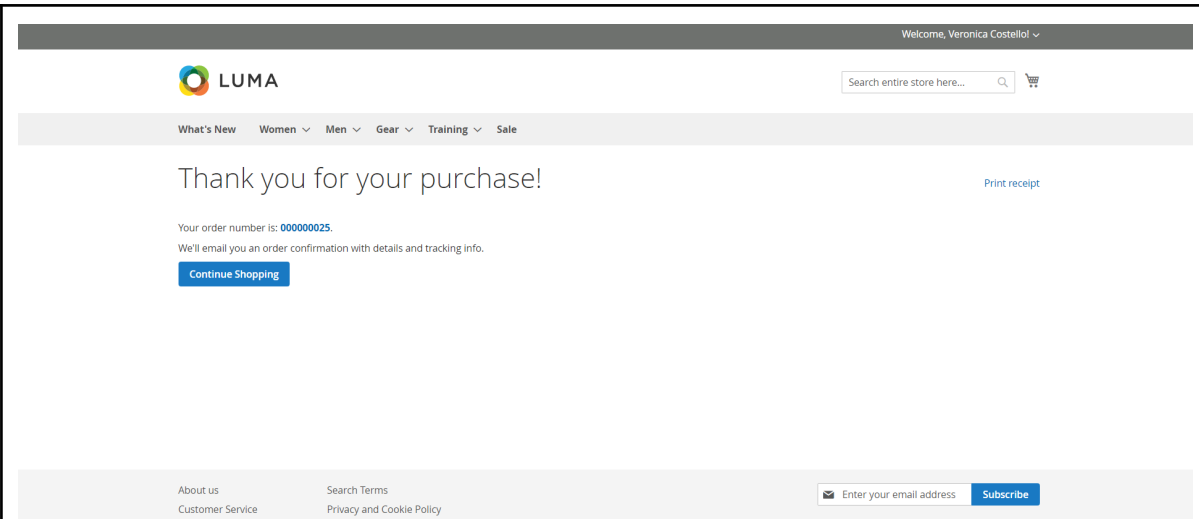 Welcome, Veronica Costello!
LUMA
Search entire store here...
What's New Women Men Gear Training Sale
Thank you for your purchase!
Print receipt
Your order number is: 000000025.
We'll email you an order confirmation with details and tracking info.
Continue Shopping
About us Search Terms Enter your email address Subscribe
Customer Service Privacy and Cookie Policy